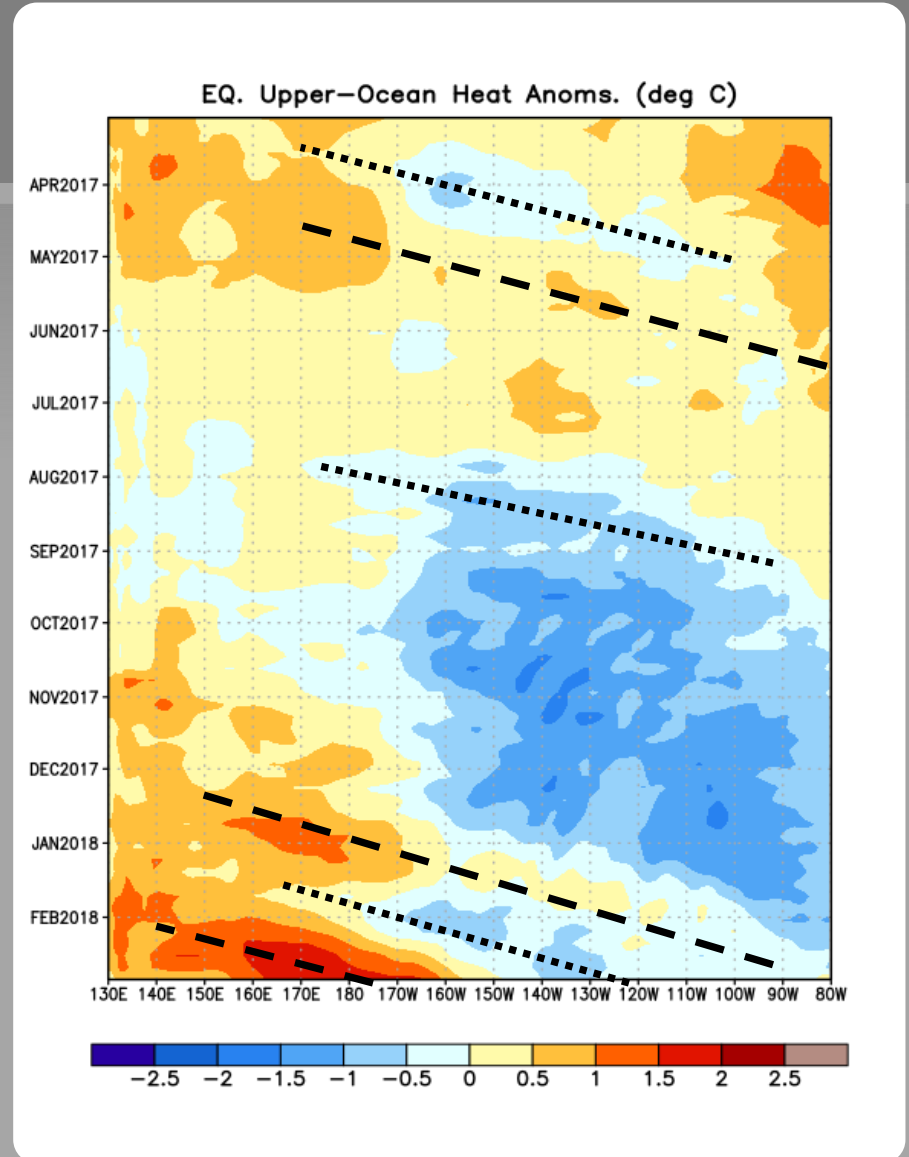 EQ. Upper-Ocean Heat Anoms. (deg C)
APR2017
MAY2017
JUN2017
JUL2017
AUG2017
SEP2017
OCT2017
NOV2017
DEC2017
JAN2018
FEB2018
130E 140E 150E 160E 170E 180 170W 160W 150W 140W 130W 120W 110W 100W 90W 80W
−2.5 −2 −1.5 −1 −0.5 0 0.5 1 1.5 2 2.5